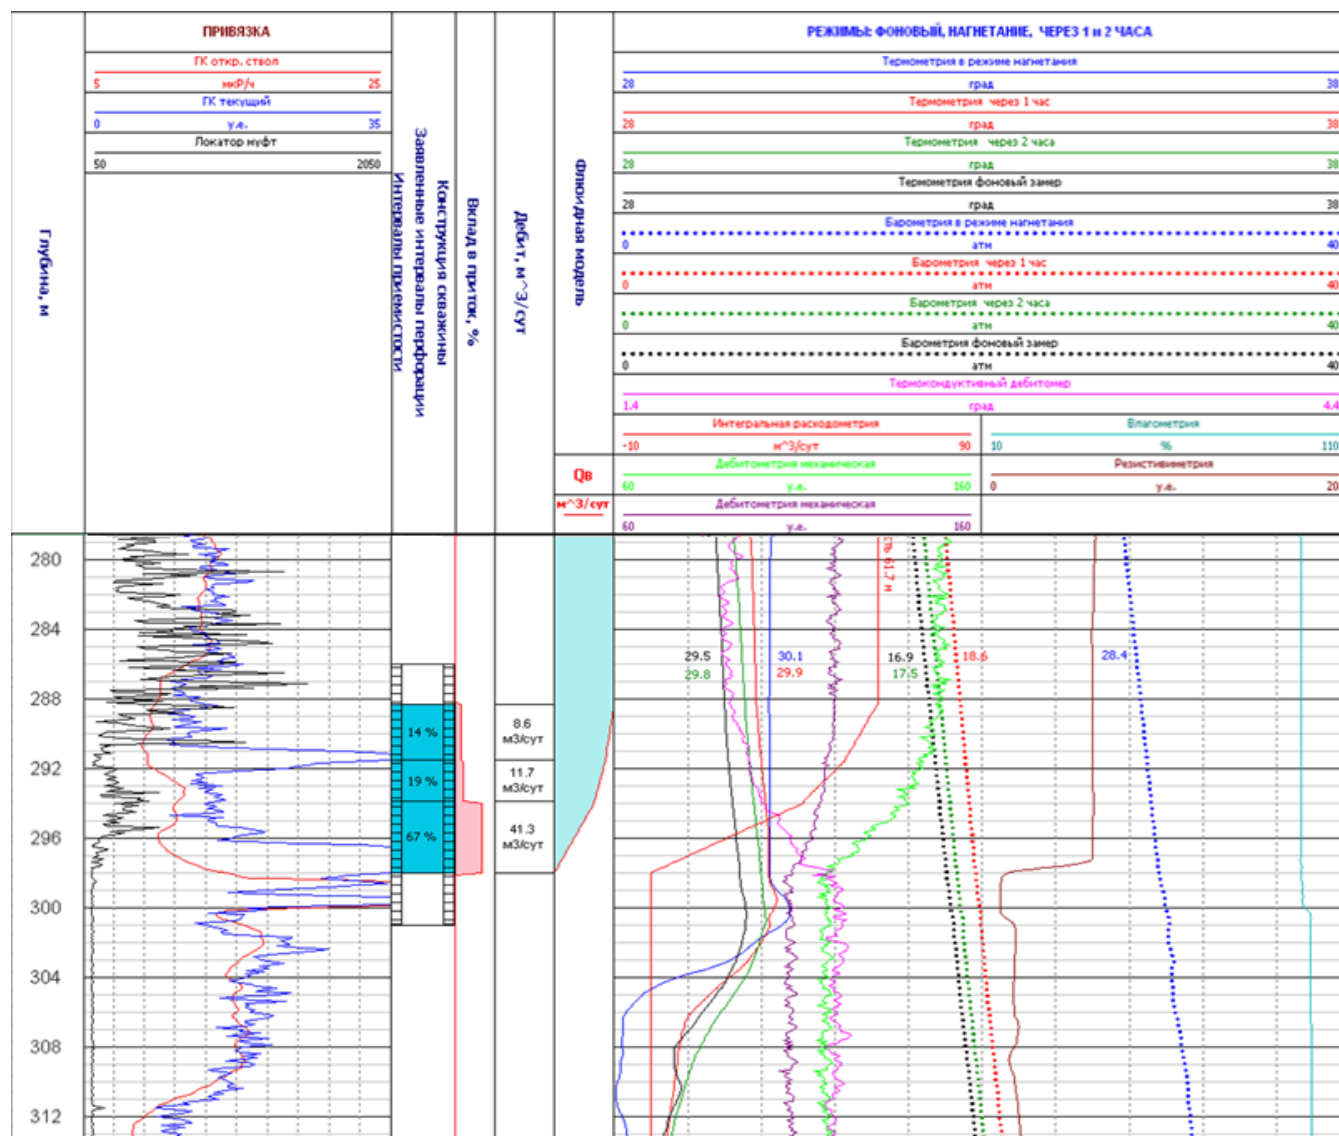 ПРИВЯЗКА
ГК откр. ствол
5 мкР/ч 25
ГК текущий
0 у.е. 35
Локатор муфт
50 2050
Глубина, м
Заявленные интервалы перфорации
Конструкция скважины
Интервалы приемистости
Вклад в приток, %
Дебит, м^3/сут
Флюидная модель
Qв
м^3/сут
РЕЖИМЫ: ФОНОВЫЙ, НАГНЕТАНИЕ, ЧЕРЕЗ 1 и 2 ЧАСА
Термометрия в режиме нагнетания
28 град 38
Термометрия через 1 час
28 град 38
Термометрия через 2 часа
28 град 38
Термометрия фоновый замер
28 град 38
Барометрия в режиме нагнетания
0 атм 40
Барометрия через 1 час
0 атм 40
Барометрия через 2 часа
0 атм 40
Барометрия фоновый замер
0 атм 40
Термокондуктивный дебитомер
1.4 град 4.4
Интегральная расходометрия
-10 м^3/сут 90
Влагометрия
10 % 110
Дебитометрия механическая
60 у.е. 160
Резистивиметрия
0 у.е. 20
Дебитометрия механическая
60 у.е. 160
280
284
288
292
296
300
304
308
312
14 %
19 %
67 %
8.6
м3/сут
11.7
м3/сут
41.3
м3/сут
29.5
29.8
30.1
29.9
16.9
17.5
18.6
28.4